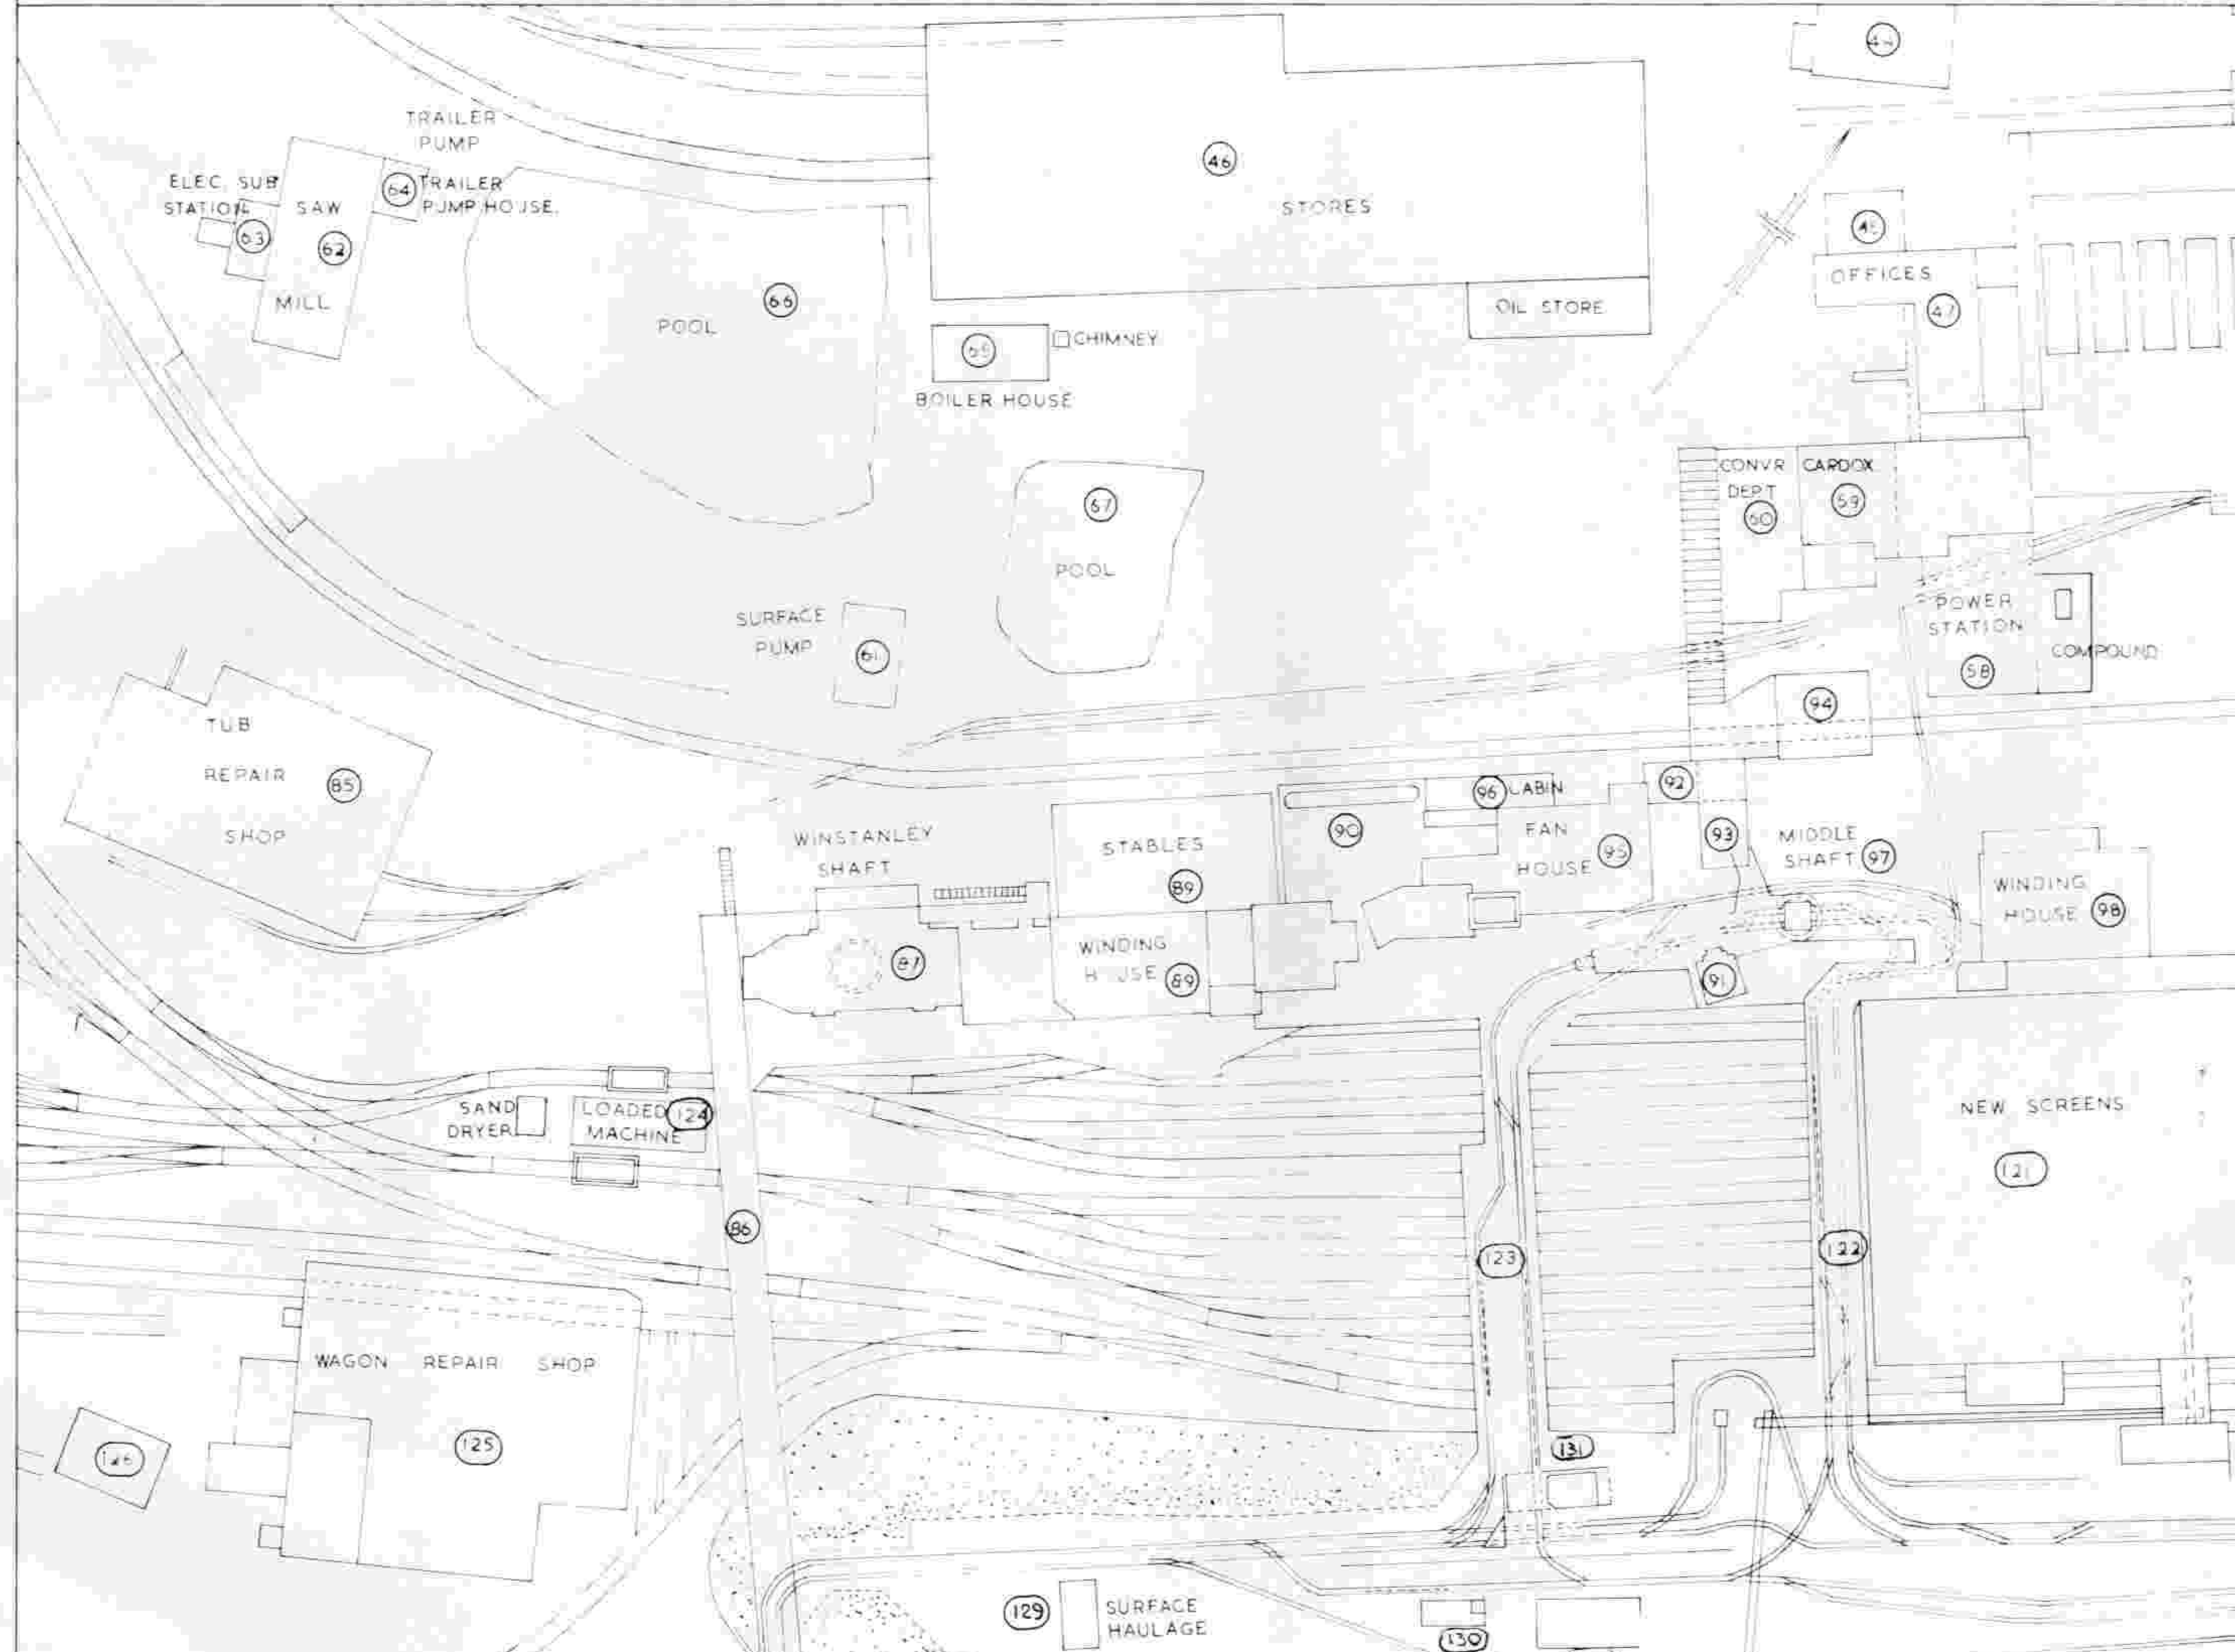 46
STORES
OIL STORE
TRAILER
PUMP
64
TRAILER
PUMP HOUSE.
ELEC. SUB
STATION
63
SAW
62
MILL
66
POOL
CHIMNEY
BOILER HOUSE
OFFICES
47
67
POOL
CONVR
DEPT
60
CARDOX
59
SURFACE
PUMP
61
POWER
STATION
58
COMPOUND
94
TUB
REPAIR
85
SHOP
WINSTANLEY
SHAFT
87
STABLES
89
WINDING
89
90
96 CABIN
FAN
HOUSE
95
92
93
MIDDLE
SHAFT 97
WINDING
HOUSE 98
91
SAND
DRYER
LOADED
MACHINE
124
86
NEW SCREENS
121
123
122
WAGON REPAIR SHOP
125
126
131
129
SURFACE
HAULAGE
130